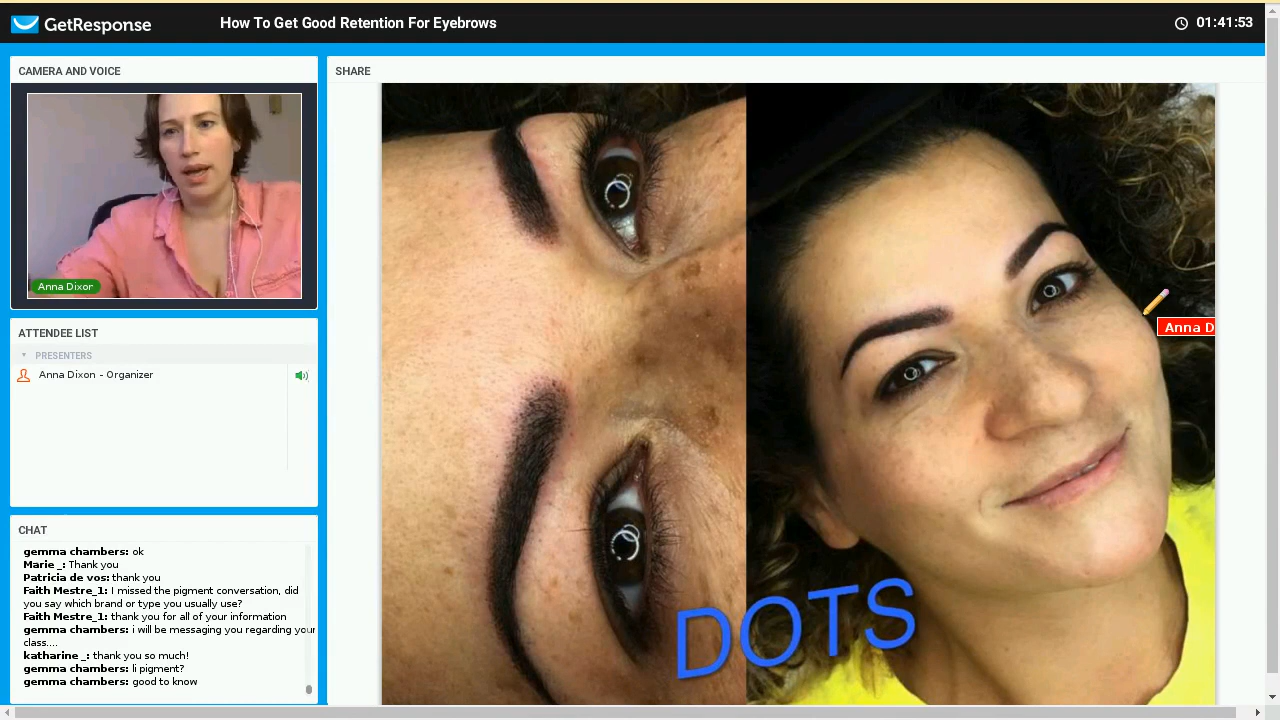 GetResponse
How To Get Good Retention For Eyebrows
01:41:53
CAMERA AND VOICE
Anna Dixon
ATTENDEE LIST
PRESENTERS
Anna Dixon - Organizer
CHAT
gemma chambers: ok
Marie _: Thank you
Patricia de vos: thank you
Faith Mestre_1: I missed the pigment conversation, did
you say which brand or type you usually use?
Faith Mestre_1: thank you for all of your information
gemma chambers: i will be messaging you regarding your
class....
katharine _: thank you so much!
gemma chambers: li pigment?
gemma chambers: good to know
SHARE
Anna D
DOTS